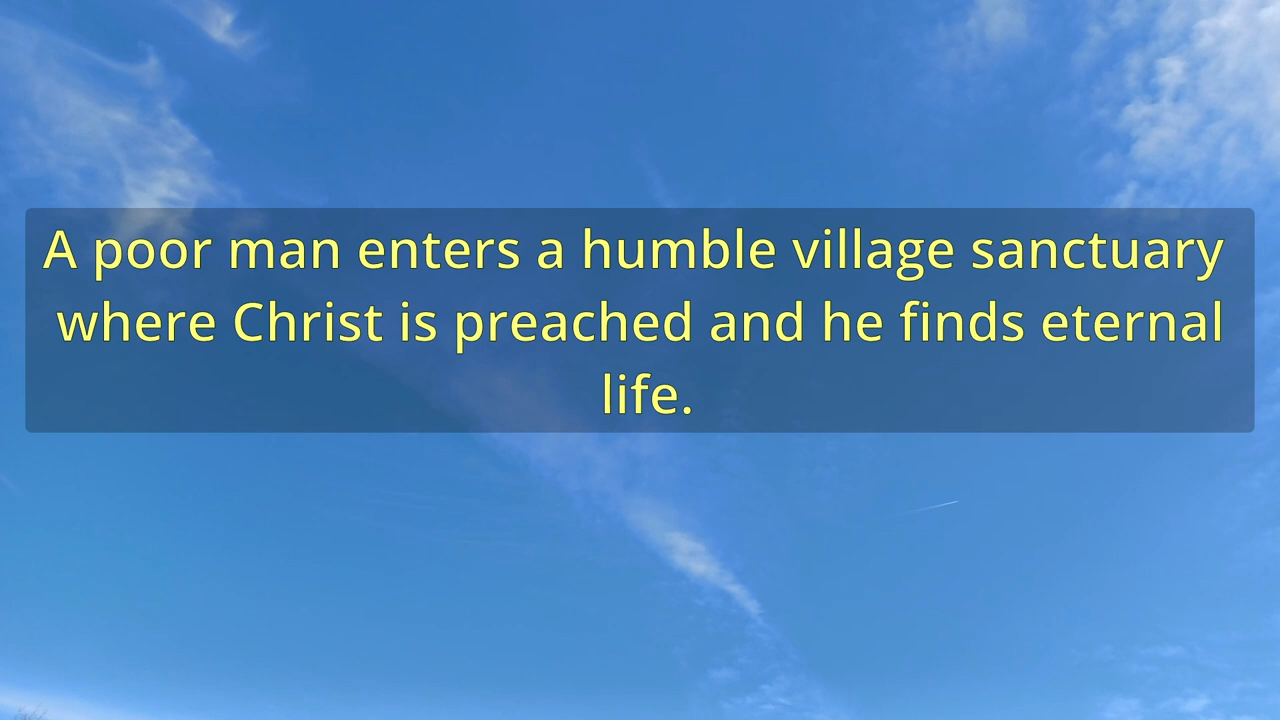 A poor man enters a humble village sanctuary
where Christ is preached and he finds eternal
life.